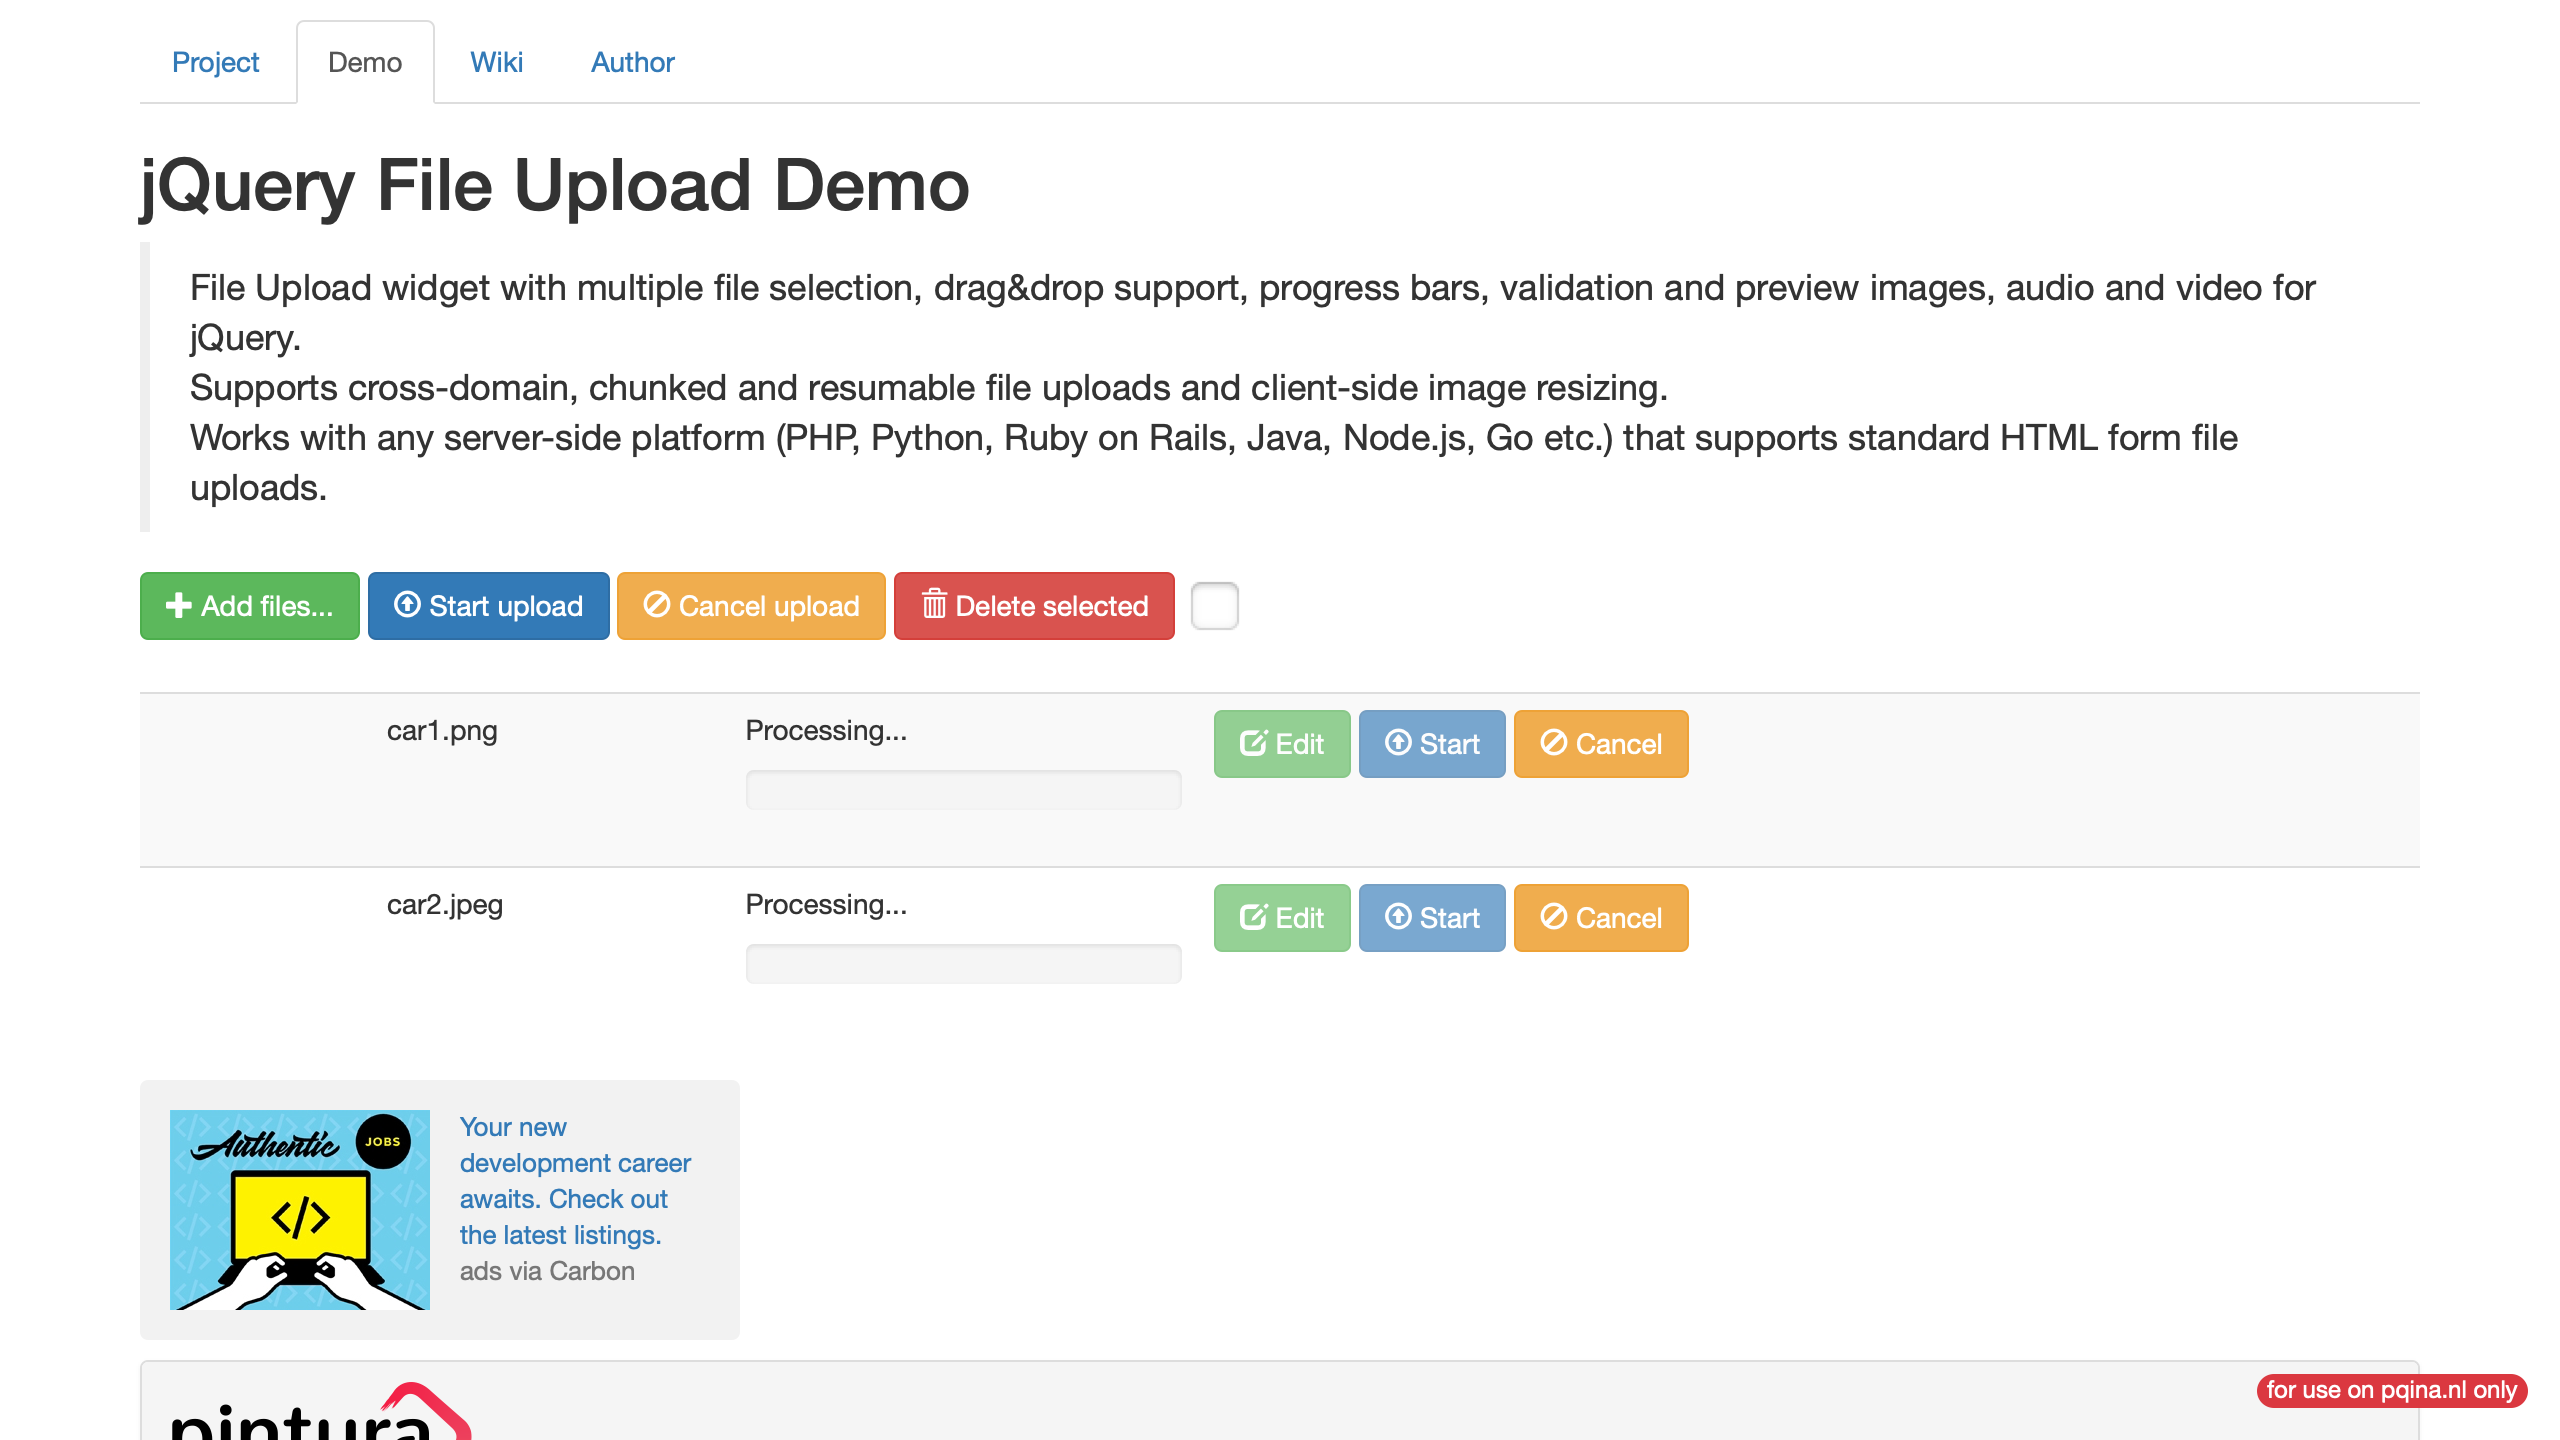 Project Demo Wiki Author
jQuery File Upload Demo
File Upload widget with multiple file selection, drag&drop support, progress bars, validation and preview images, audio and video for
jQuery.
Supports cross-domain, chunked and resumable file uploads and client-side image resizing.
Works with any server-side platform (PHP, Python, Ruby on Rails, Java, Node.js, Go etc.) that supports standard HTML form file
uploads.
Add files... Start upload Cancel upload Delete selected
car1.png Processing... Edit Start Cancel
car2.jpeg Processing... Edit Start Cancel
Authentic JOBS
</>
Your new
development career
awaits. Check out
the latest listings.
ads via Carbon
pintura
for use on pqina.nl only